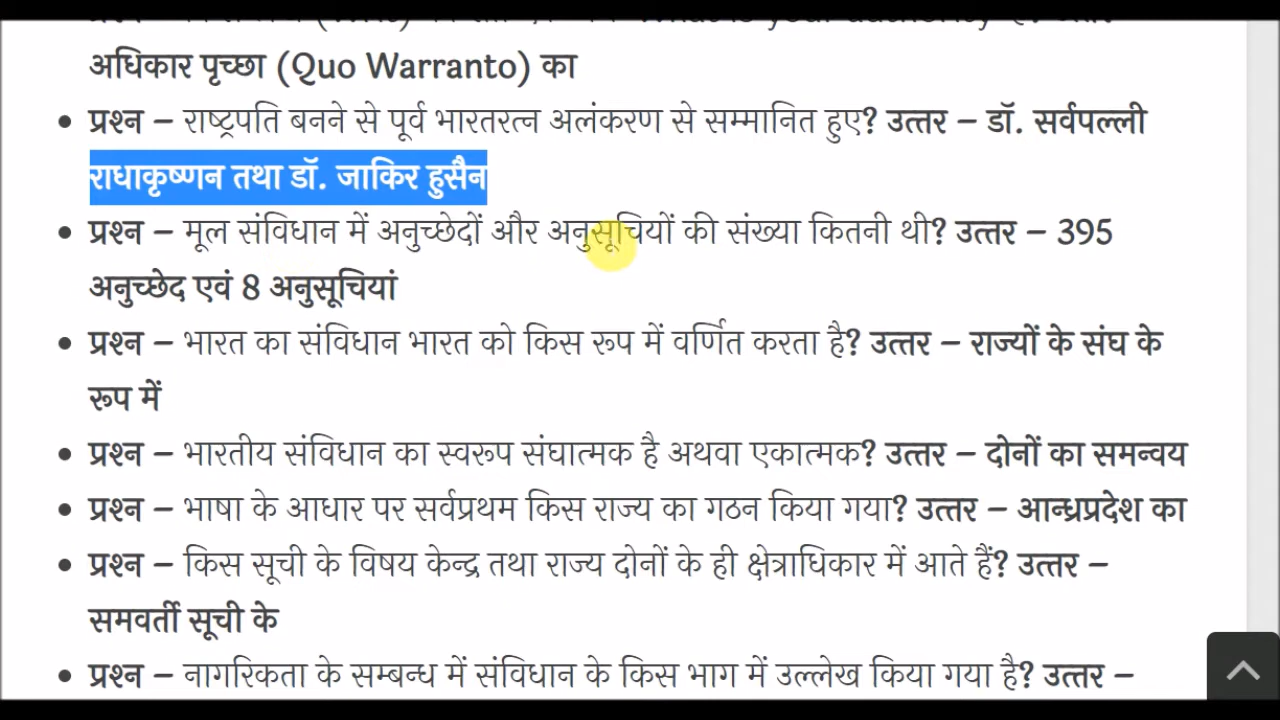 अधिकार पृच्छा (Quo Warranto) का
• प्रश्न – राष्ट्रपति बनने से पूर्व भारतरत्न अलंकरण से सम्मानित हुए? उत्तर – डॉ. सर्वपल्ली
राधाकृष्णन तथा डॉ. जाकिर हुसैन
• प्रश्न – मूल संविधान में अनुच्छेदों और अनुसूचियों की संख्या कितनी थी? उत्तर – 395
अनुच्छेद एवं 8 अनुसूचियां
• प्रश्न – भारत का संविधान भारत को किस रूप में वर्णित करता है? उत्तर – राज्यों के संघ के
रूप में
• प्रश्न – भारतीय संविधान का स्वरूप संघात्मक है अथवा एकात्मक? उत्तर – दोनों का समन्वय
• प्रश्न – भाषा के आधार पर सर्वप्रथम किस राज्य का गठन किया गया? उत्तर – आन्ध्रप्रदेश का
• प्रश्न – किस सूची के विषय केन्द्र तथा राज्य दोनों के ही क्षेत्राधिकार में आते हैं? उत्तर –
समवर्ती सूची के
• प्रश्न – नागरिकता के सम्बन्ध में संविधान के किस भाग में उल्लेख किया गया है? उत्तर –